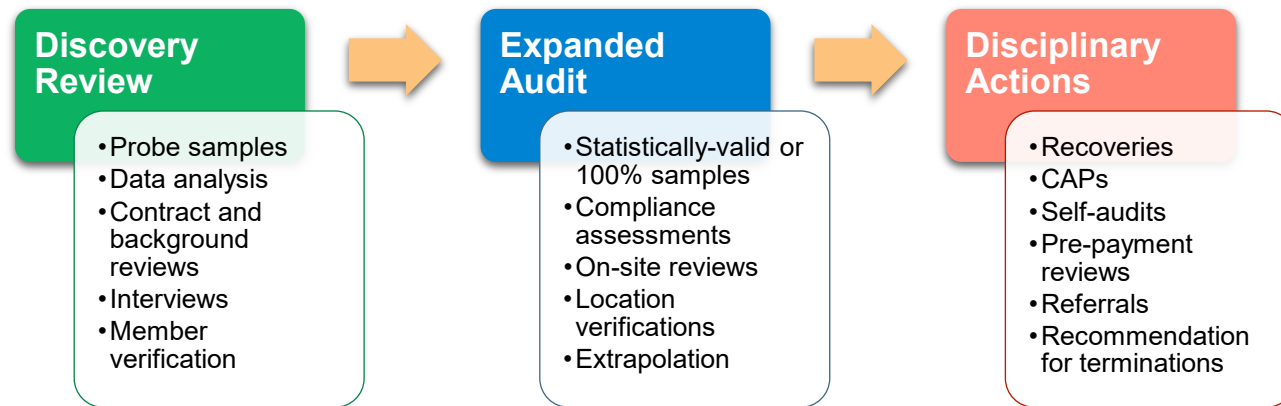 Discovery
Review
•Probe samples
•Data analysis
•Contract and
background
reviews
•Interviews
•Member
verification
Expanded
Audit
•Statistically-valid or
100% samples
•Compliance
assessments
•On-site reviews
•Location
verifications
•Extrapolation
Disciplinary
Actions
•Recoveries
•CAPs
•Self-audits
•Pre-payment
reviews
•Referrals
•Recommendation
for terminations